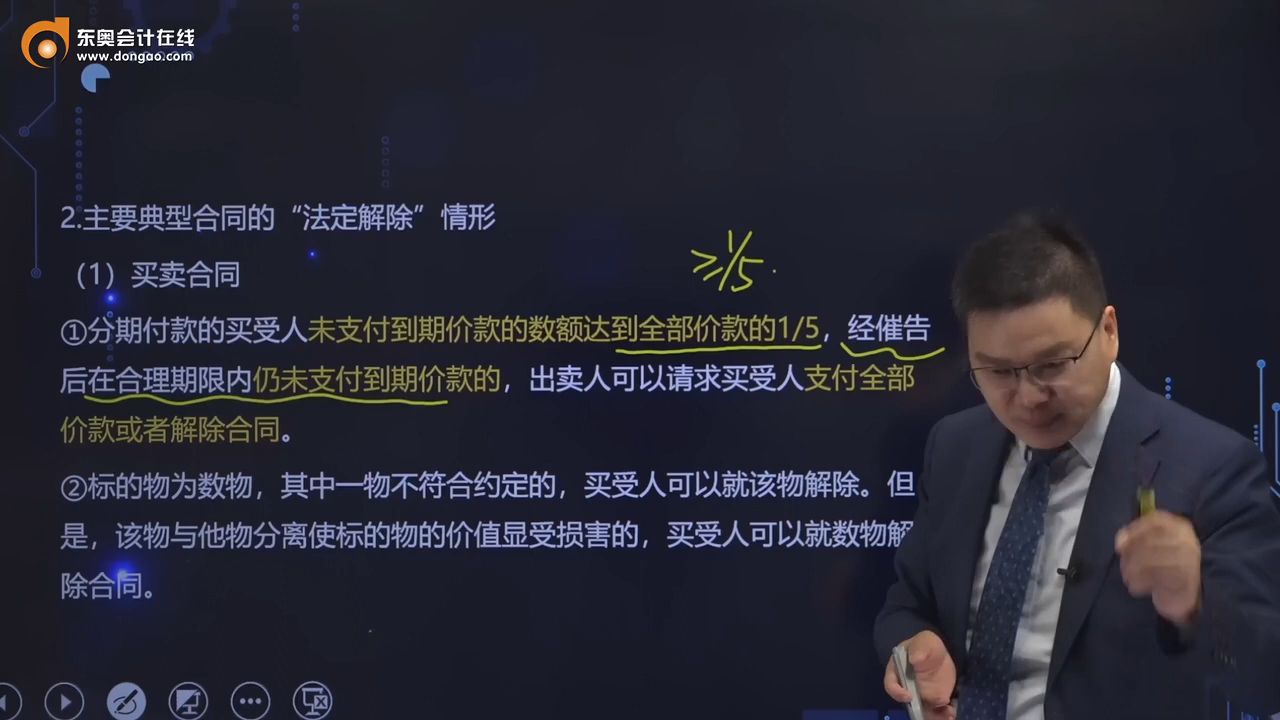 东奥会计在线
www.dongao.com
2.主要典型合同的“法定解除”情形
≥1/5
（1）买卖合同
①分期付款的买受人未支付到期价款的数额达到全部价款的1/5，经催告
后在合理期限内仍未支付到期价款的，出卖人可以请求买受人支付全部
价款或者解除合同。
②标的物为数物，其中一物不符合约定的，买受人可以就该物解除。但
是，该物与他物分离使标的物的价值显受损害的，买受人可以就数物解
除合同。